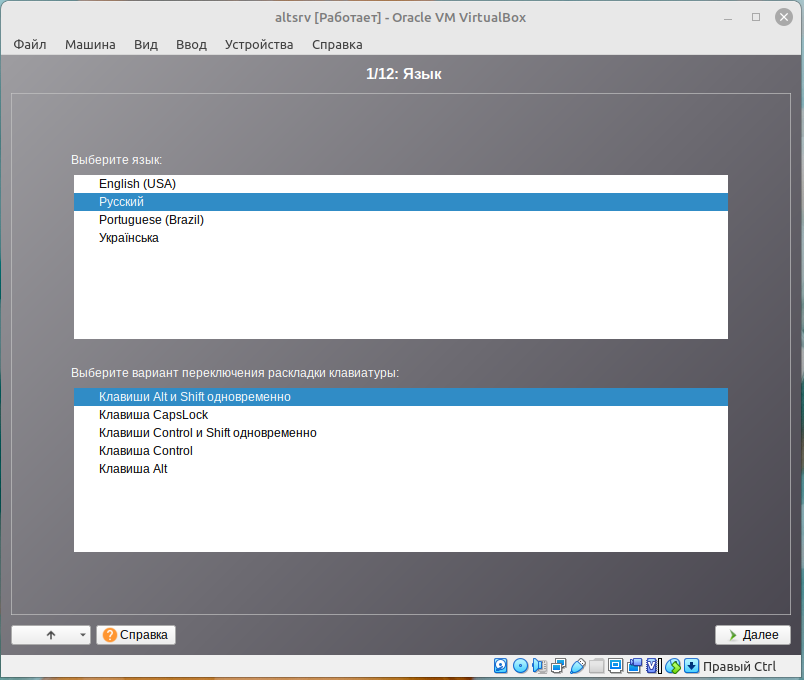 altsrv [Работает] - Oracle VM VirtualBox
Файл Машина Вид Ввод Устройства Справка
1/12: Язык
Выберите язык:
English (USA)
Русский
Portuguese (Brazil)
Українська
Выберите вариант переключения раскладки клавиатуры:
Клавиши Alt и Shift одновременно
Клавиша CapsLock
Клавиши Control и Shift одновременно
Клавиша Control
Клавиша Alt
Справка Далее
Правый Ctrl